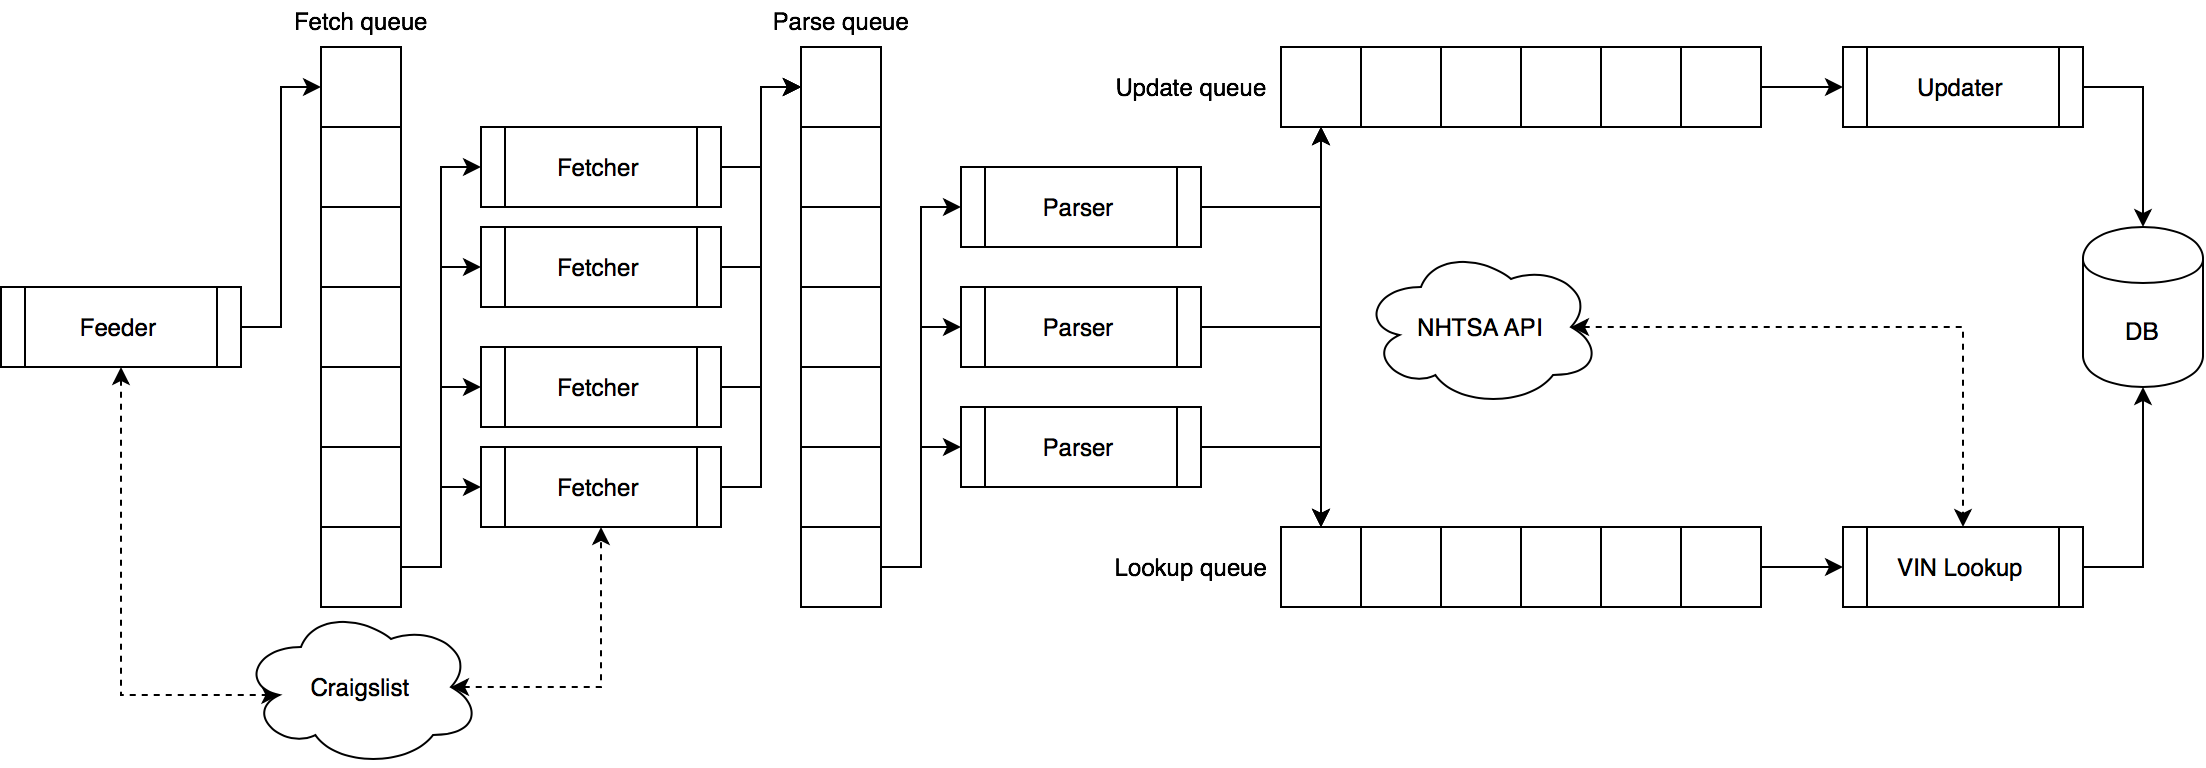 Fetch queue
Parse queue
Update queue
Updater
Fetcher
Parser
Fetcher
Feeder
Parser
NHTSA API
DB
Fetcher
Parser
Fetcher
Lookup queue
VIN Lookup
Craigslist